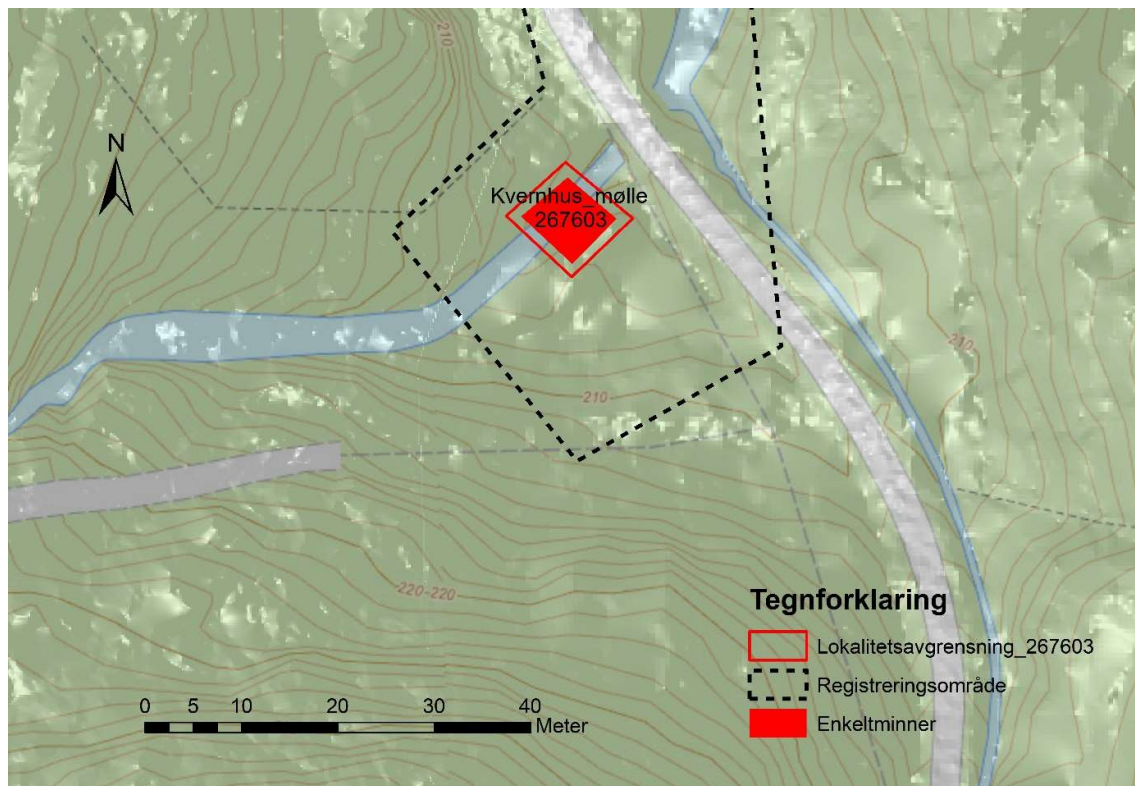 210
N
Kvernhus_mølle
267603
210
210
220-220
Tegnforklaring
Lokalitetsavgrensning_267603
Registreringsområde
Enkeltminner
0 5 10 20 30 40
Meter